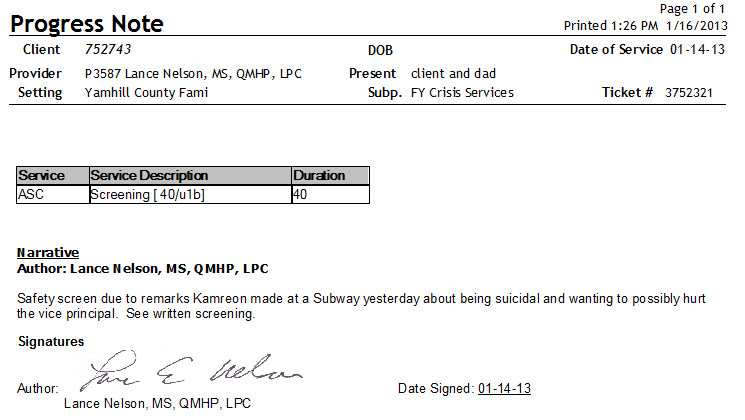 Page 1 of 1
Progress Note
Printed 1:26 PM 1/16/2013
Client 752743 DOB Date of Service 01-14-13
Provider P3587 Lance Nelson, MS, QMHP, LPC Present client and dad
Setting Yamhill County Fami Subp. FY Crisis Services Ticket # 3752321
Service Service Description Duration
ASC Screening [ 40/u1b] 40
Narrative
Author: Lance Nelson, MS, QMHP, LPC
Safety screen due to remarks Kamreon made at a Subway yesterday about being suicidal and wanting to possibly hurt
the vice principal. See written screening.
Signatures
Lance E Nelson
Author: Date Signed: 01-14-13
Lance Nelson, MS, QMHP, LPC